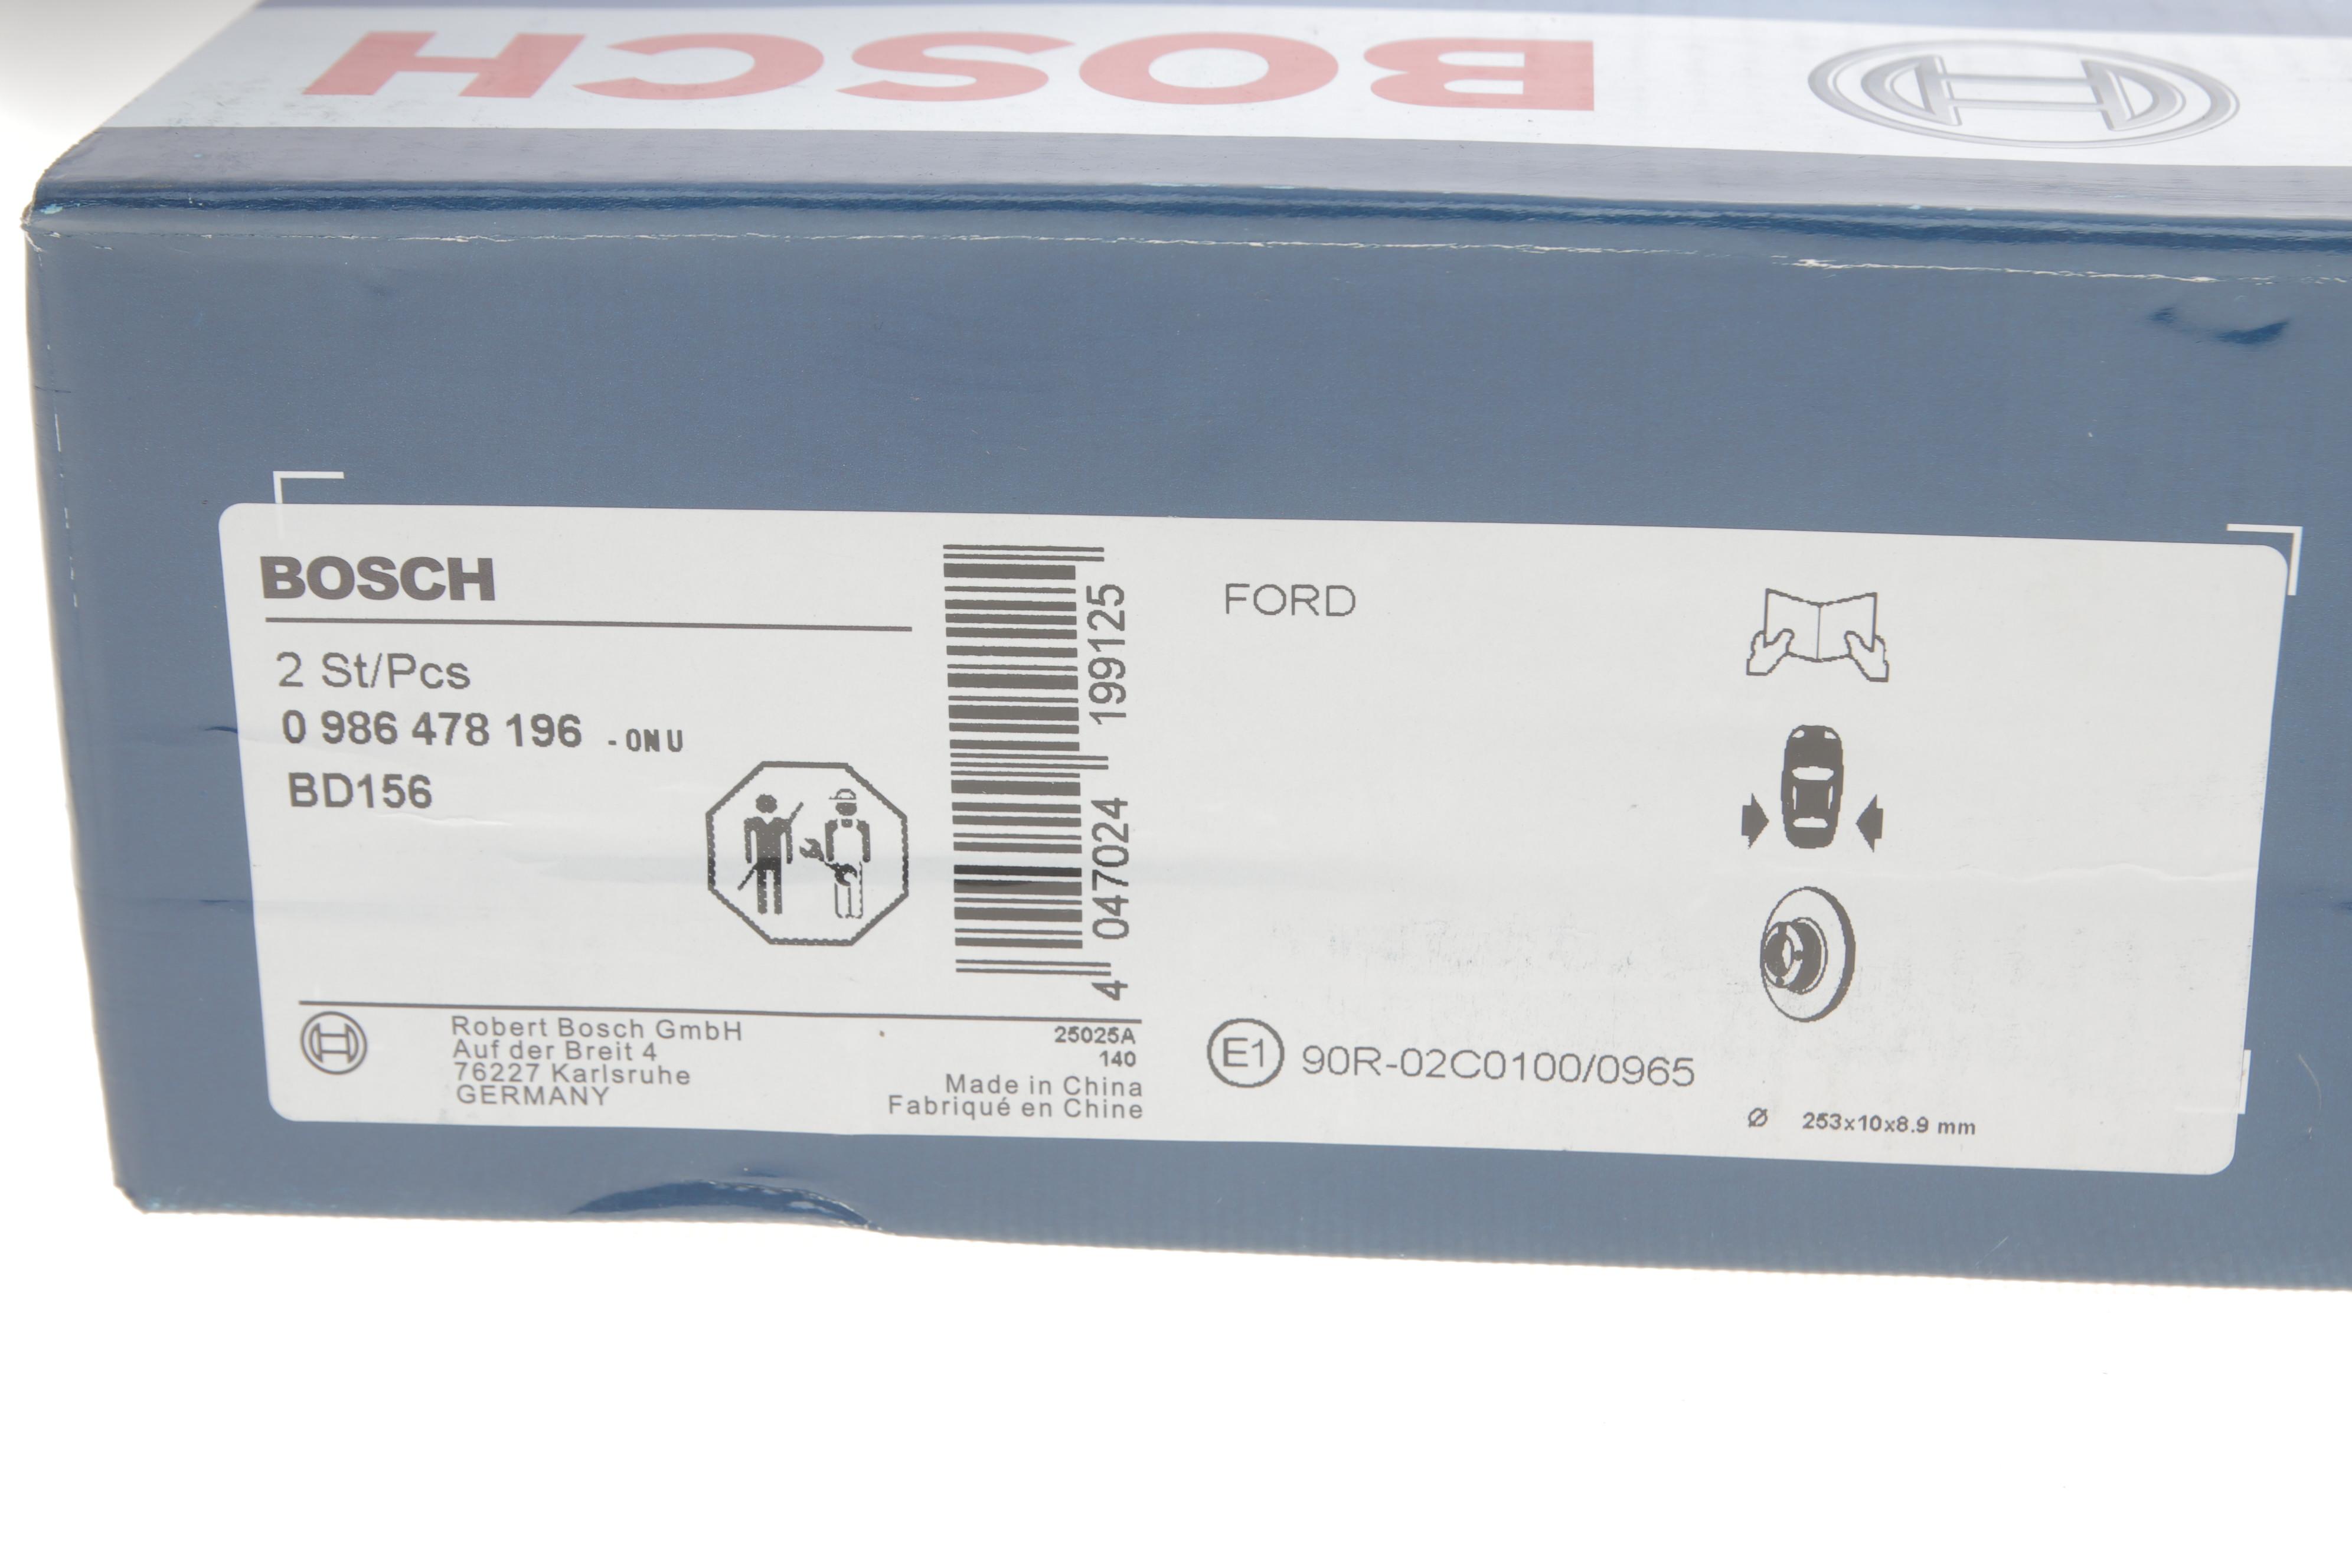 BOSCH
BOSCH
2 St/Pcs
0 986 478 196 - 0NU
BD156
4 047024 199125
FORD
Robert Bosch GmbH
Auf der Breit 4
76227 Karlsruhe
GERMANY
25025A
140
Made in China
Fabriqué en Chine
E1 90R-02C0100/0965
Ø 253x10x8.9 mm